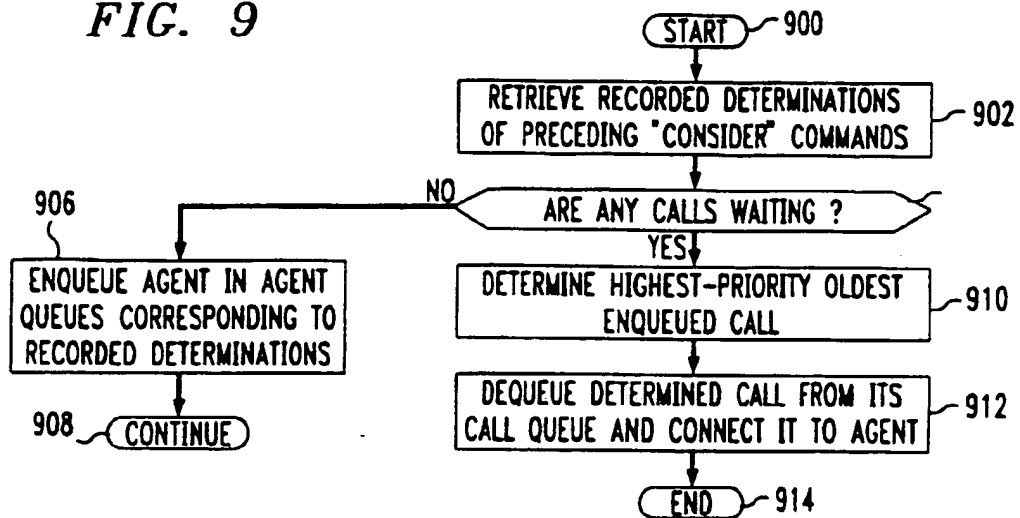 FIG. 9
START
900
RETRIEVE RECORDED DETERMINATIONS
OF PRECEDING "CONSIDER" COMMANDS
902
NO
ARE ANY CALLS WAITING ?
906
YES
ENQUEUE AGENT IN AGENT
QUEUES CORRESPONDING TO
RECORDED DETERMINATIONS
DETERMINE HIGHEST-PRIORITY OLDEST
ENQUEUED CALL
910
DEQUEUE DETERMINED CALL FROM ITS
CALL QUEUE AND CONNECT IT TO AGENT
912
908
CONTINUE
END
914